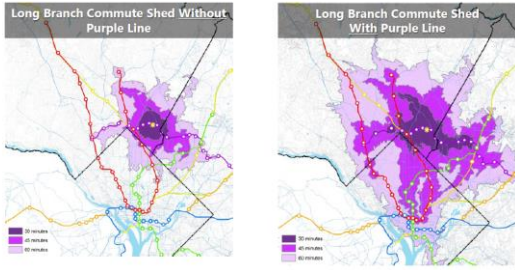 Long Branch Commute Shed Without
Purple Line
30 minutes
45 minutes
60 minutes
Long Branch Commute Shed
With Purple Line
30 minutes
45 minutes
60 minutes